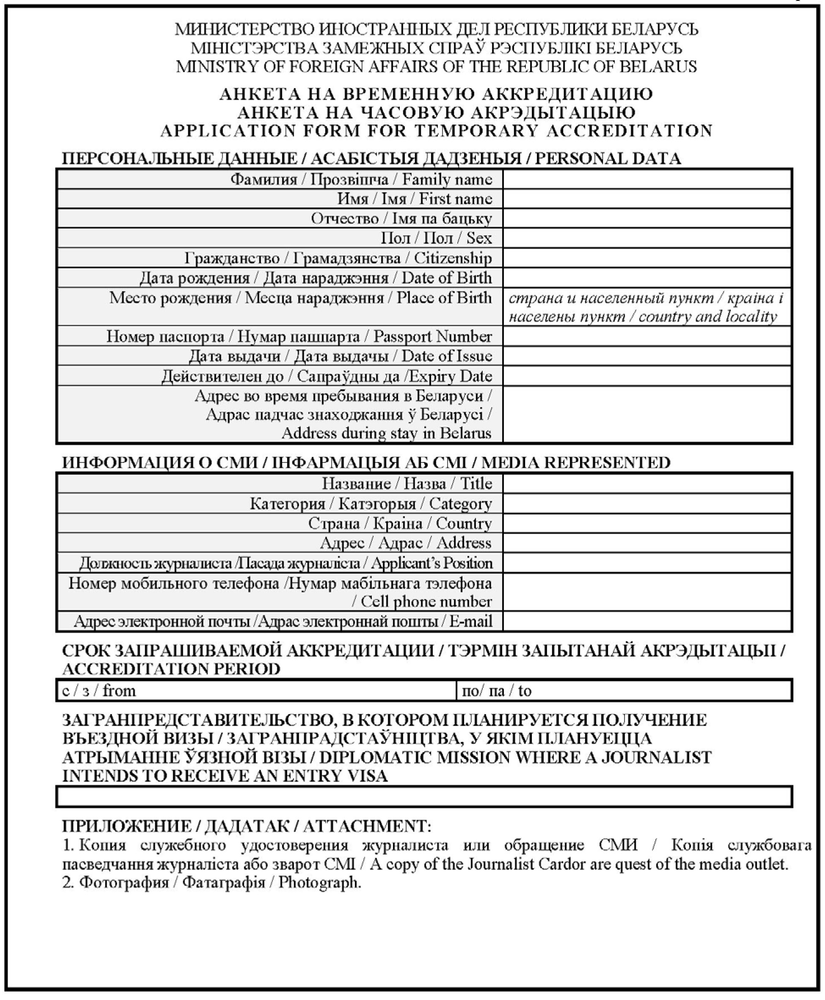 МИНИСТЕРСТВО ИНОСТРАННЫХ ДЕЛ РЕСПУБЛИКИ БЕЛАРУСЬ
МІНІСТЭРСТВА ЗАМЕЖНЫХ СПРАЎ РЭСПУБЛІКІ БЕЛАРУСЬ
MINISTRY OF FOREIGN AFFAIRS OF THE REPUBLIC OF BELARUS
АНКЕТА НА ВРЕМЕННУЮ АККРЕДИТАЦИЮ
АНКЕТА НА ЧАСОВУЮ АКРЭДЫТАЦЫЮ
APPLICATION FORM FOR TEMPORARY ACCREDITATION
ПЕРСОНАЛЬНЫЕ ДАННЫЕ / АСАБІСТЫЯ ДАДЗЕНЫЯ / PERSONAL DATA
Фамилия / Прозвішча / Family name
Имя / Імя / First name
Отчество / Імя па бацьку
Пол / Пол / Sex
Гражданство / Грамадзянства / Citizenship
Дата рождения / Дата нараджэння / Date of Birth
Место рождения / Месца нараджэння / Place of Birth
страна и населенный пункт / краіна і
населены пункт / country and locality
Номер паспорта / Нумар пашпарта / Passport Number
Дата выдачи / Дата выдачы / Date of Issue
Действителен до / Сапраўдны да /Expiry Date
Адрес во время пребывания в Беларуси /
Адрас падчас знаходжання ў Беларусі /
Address during stay in Belarus
ИНФОРМАЦИЯ О СМИ / ІНФАРМАЦЫЯ АБ СМІ / MEDIA REPRESENTED
Название / Назва / Title
Категория / Катэгорыя / Category
Страна / Краіна / Country
Адрес / Адрас / Address
Должность журналиста /Пасада журналіста / Applicant’s Position
Номер мобильного телефона /Нумар мабільнага тэлефона
/ Cell phone number
Адрес электронной почты /Адрас электроннай пошты / E-mail
СРОК ЗАПРАШИВАЕМОЙ АККРЕДИТАЦИИ / ТЭРМІН ЗАПЫТАНАЙ АКРЭДЫТАЦЫІ /
ACCREDITATION PERIOD
с / з / from
по/ па / to
ЗАГРАНПРЕДСТАВИТЕЛЬСТВО, В КОТОРОМ ПЛАНИРУЕТСЯ ПОЛУЧЕНИЕ
ВЪЕЗДНОЙ ВИЗЫ / ЗАГРАНПРАДСТАЎНІЦТВА, У ЯКІМ ПЛАНУЕЦЦА
АТРЫМАННЕ ЎЯЗНОЙ ВІЗЫ / DIPLOMATIC MISSION WHERE A JOURNALIST
INTENDS TO RECEIVE AN ENTRY VISA
ПРИЛОЖЕНИЕ / ДАДАТАК / ATTACHMENT:
1. Копия служебного удостоверения журналиста или обращение СМИ / Копія службовага
пасведчання журналіста або зварот СМІ / A copy of the Journalist Cardor are quest of the media outlet.
2. Фотография / Фатаграфія / Photograph.